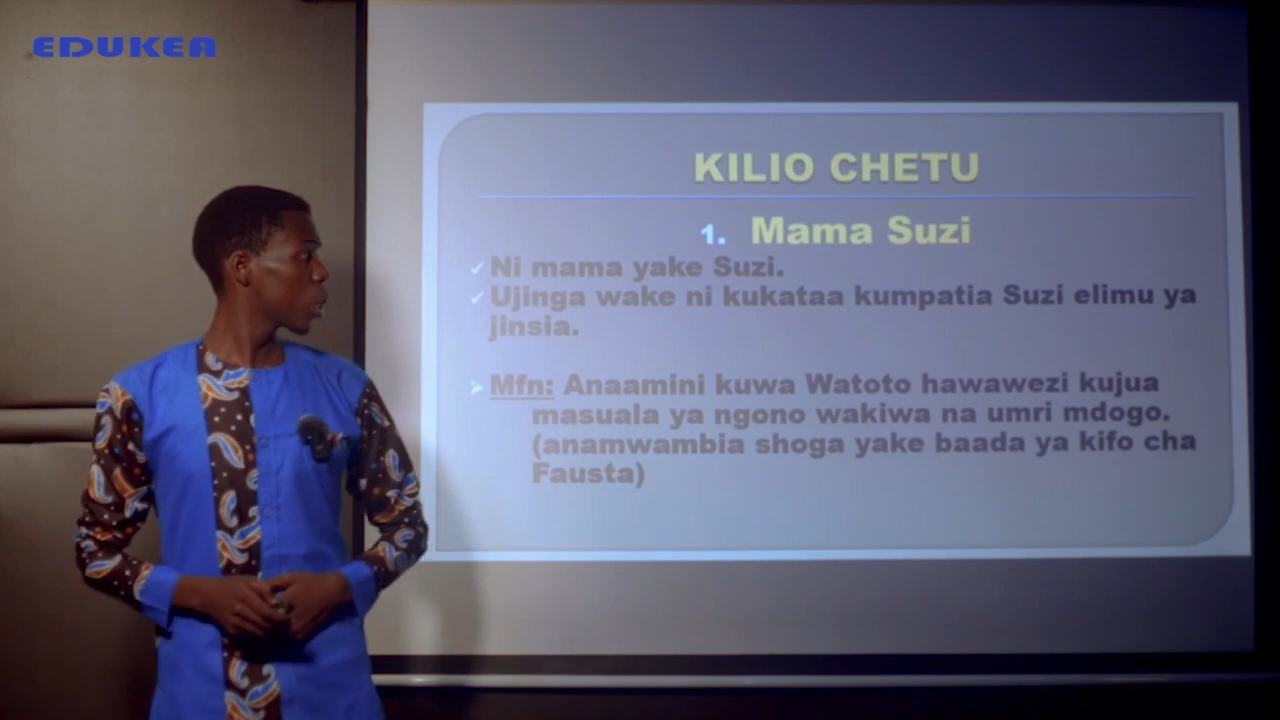 EDUKEA
KILIO CHETU
1. Mama Suzi
✓ Ni mama yake Suzi.
✓ Ujinga wake ni kukataa kumpatia Suzi elimu ya
jinsia.
➢ Mfn: Anaamini kuwa Watoto hawawezi kujua
masuala ya ngono wakiwa na umri mdogo.
(anamwambia shoga yake baada ya kifo cha
Fausta)